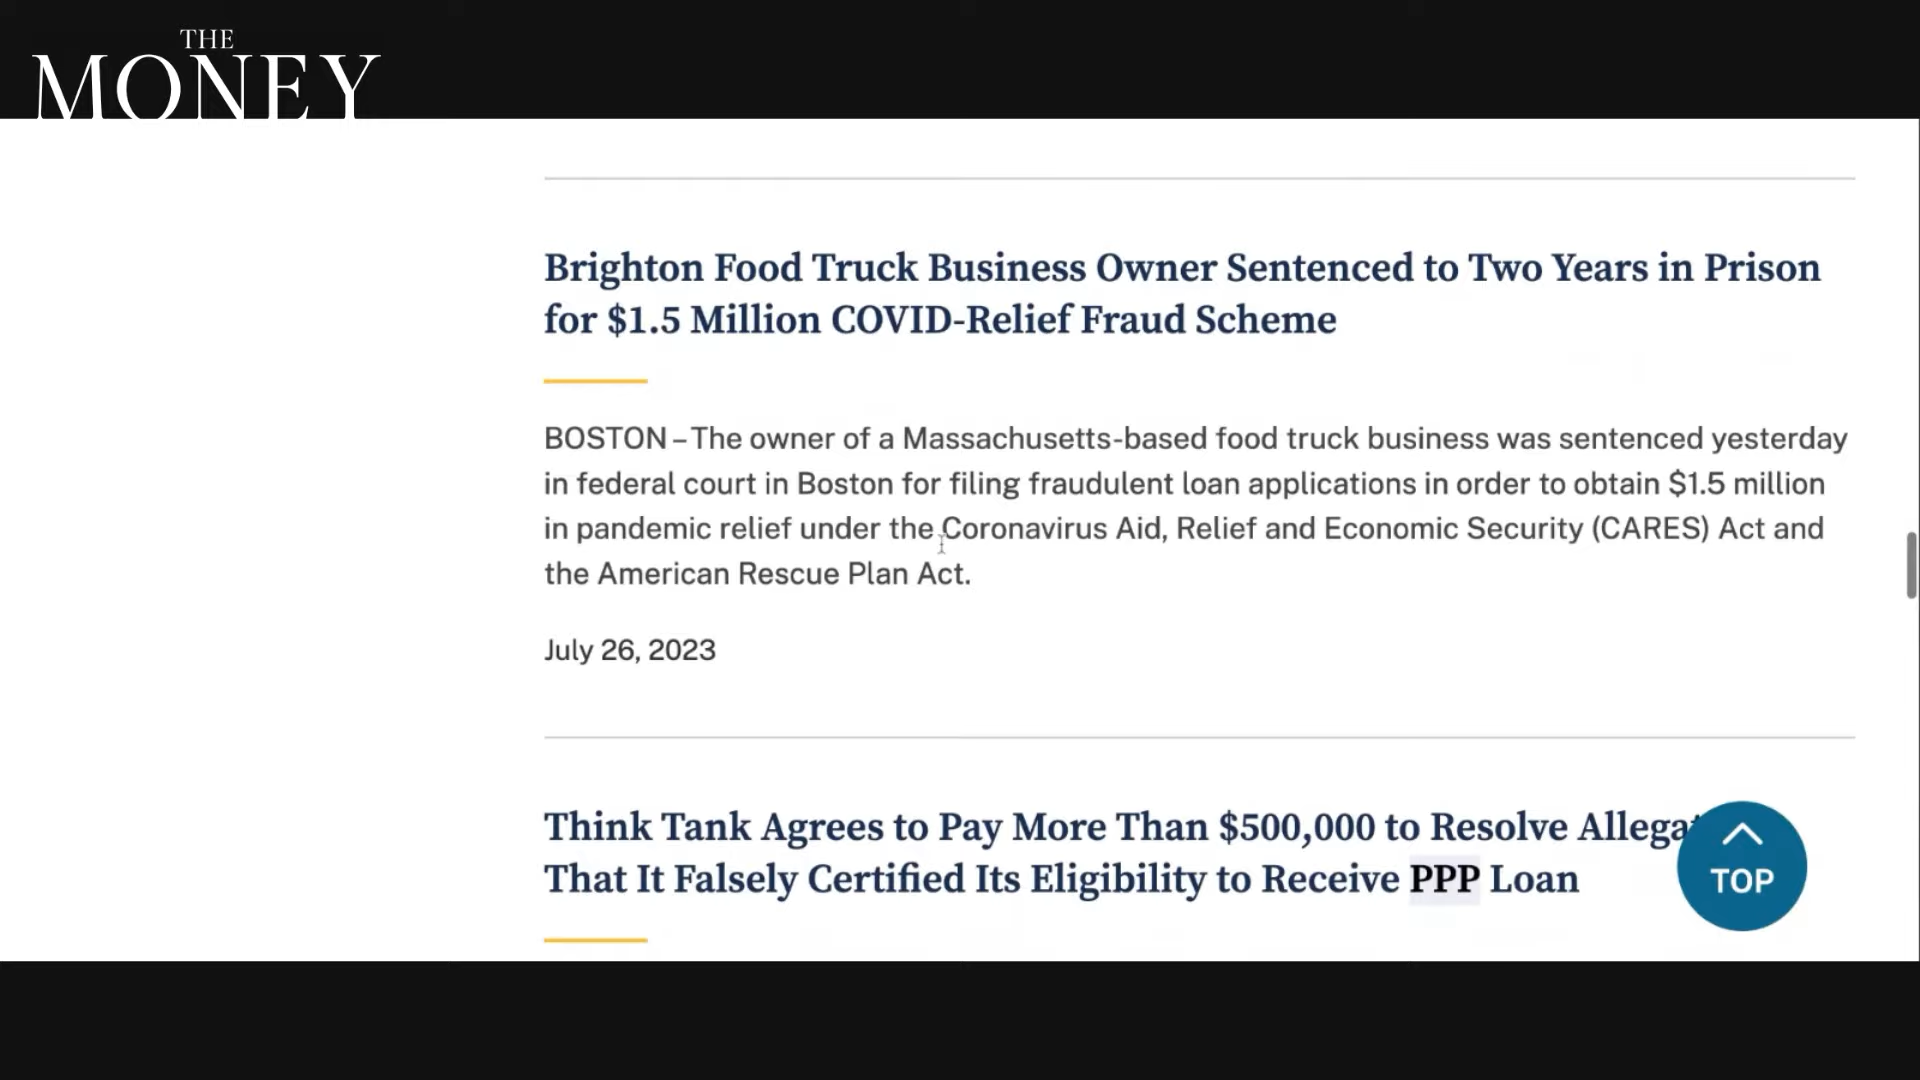 THE
MONEY
Brighton Food Truck Business Owner Sentenced to Two Years in Prison
for $1.5 Million COVID-Relief Fraud Scheme
BOSTON – The owner of a Massachusetts-based food truck business was sentenced yesterday
in federal court in Boston for filing fraudulent loan applications in order to obtain $1.5 million
in pandemic relief under the Coronavirus Aid, Relief and Economic Security (CARES) Act and
the American Rescue Plan Act.
July 26, 2023
Think Tank Agrees to Pay More Than $500,000 to Resolve
That It Falsely Certified Its Eligibility to Receive PPP Loan
TOP